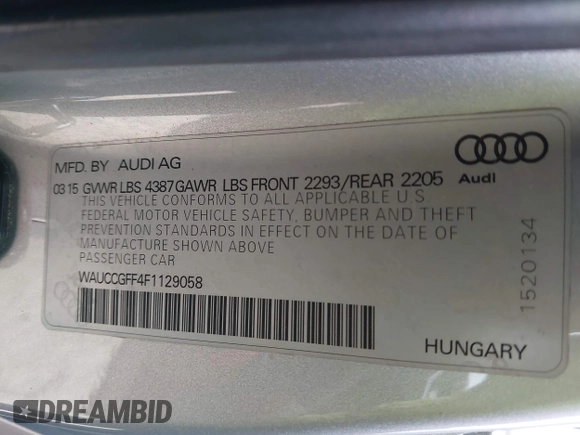 MFD. BY AUDI AG
Audi
03 15 GVWR LBS 4387 GAWR LBS FRONT 2293/REAR 2205
THIS VEHICLE CONFORMS TO ALL APPLICABLE U.S.
FEDERAL MOTOR VEHICLE SAFETY, BUMPER AND THEFT
PREVENTION STANDARDS IN EFFECT ON THE DATE OF
MANUFACTURE SHOWN ABOVE
PASSENGER CAR
WAUCCGFF4F1129058
1520134
HUNGARY
DREAMBID